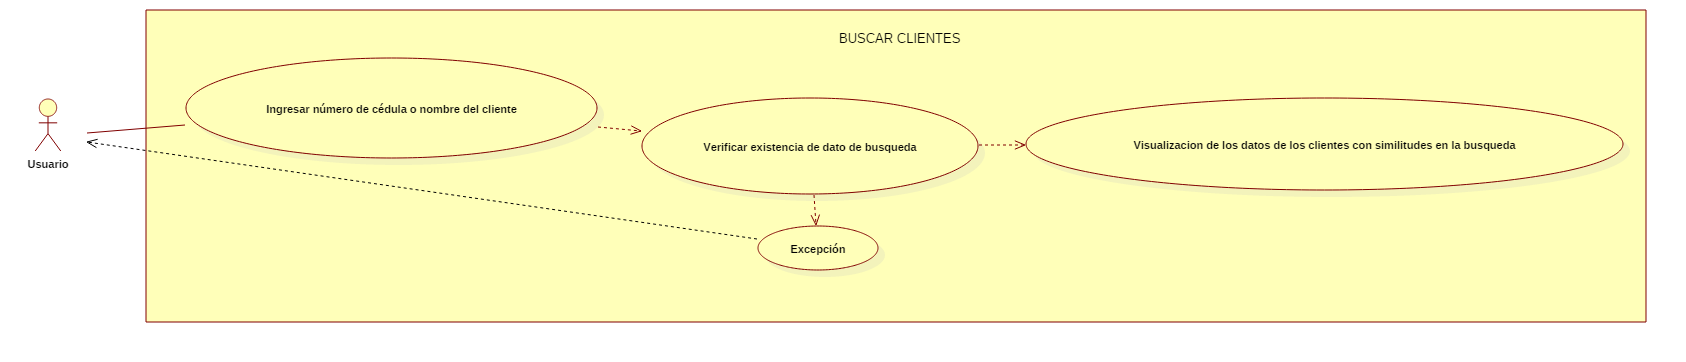 BUSCAR CLIENTES
Ingresar número de cédula o nombre del cliente
Verificar existencia de dato de busqueda
Visualizacion de los datos de los clientes con similitudes en la busqueda
Usuario
Excepción